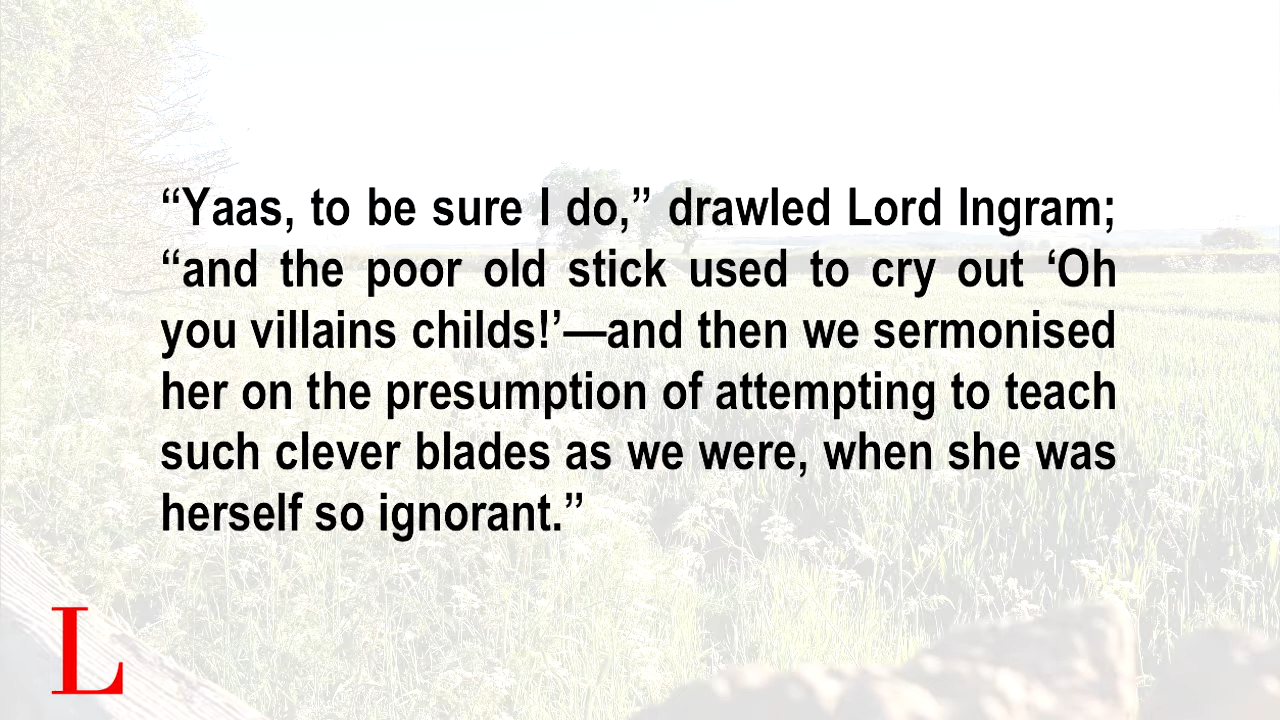 “Yaas, to be sure I do,” drawled Lord Ingram;
“and the poor old stick used to cry out ‘Oh
you villains childs!’—and then we sermonised
her on the presumption of attempting to teach
such clever blades as we were, when she was
herself so ignorant.”
L